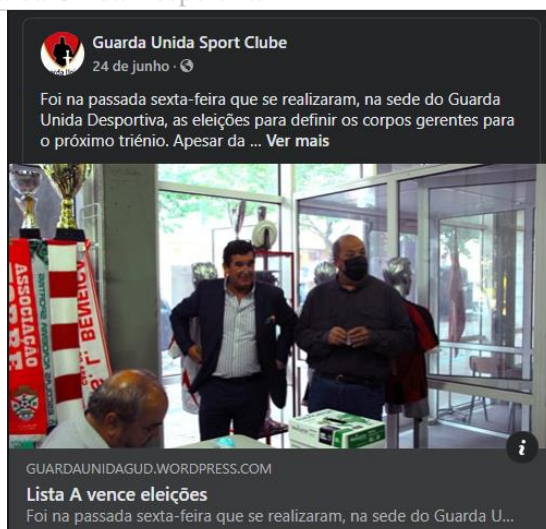 Guarda Unida Sport Clube
24 de junho ·
Foi na passada sexta-feira que se realizaram, na sede do Guarda
Unida Desportiva, as eleições para definir os corpos gerentes para
o próximo triénio. Apesar da ... Ver mais
ASSOCIAÇÃO
GUARDAUNIDAGUD.WORDPRESS.COM
Lista A vence eleições
Foi na passada sexta-feira que se realizaram, na sede do Guarda U...